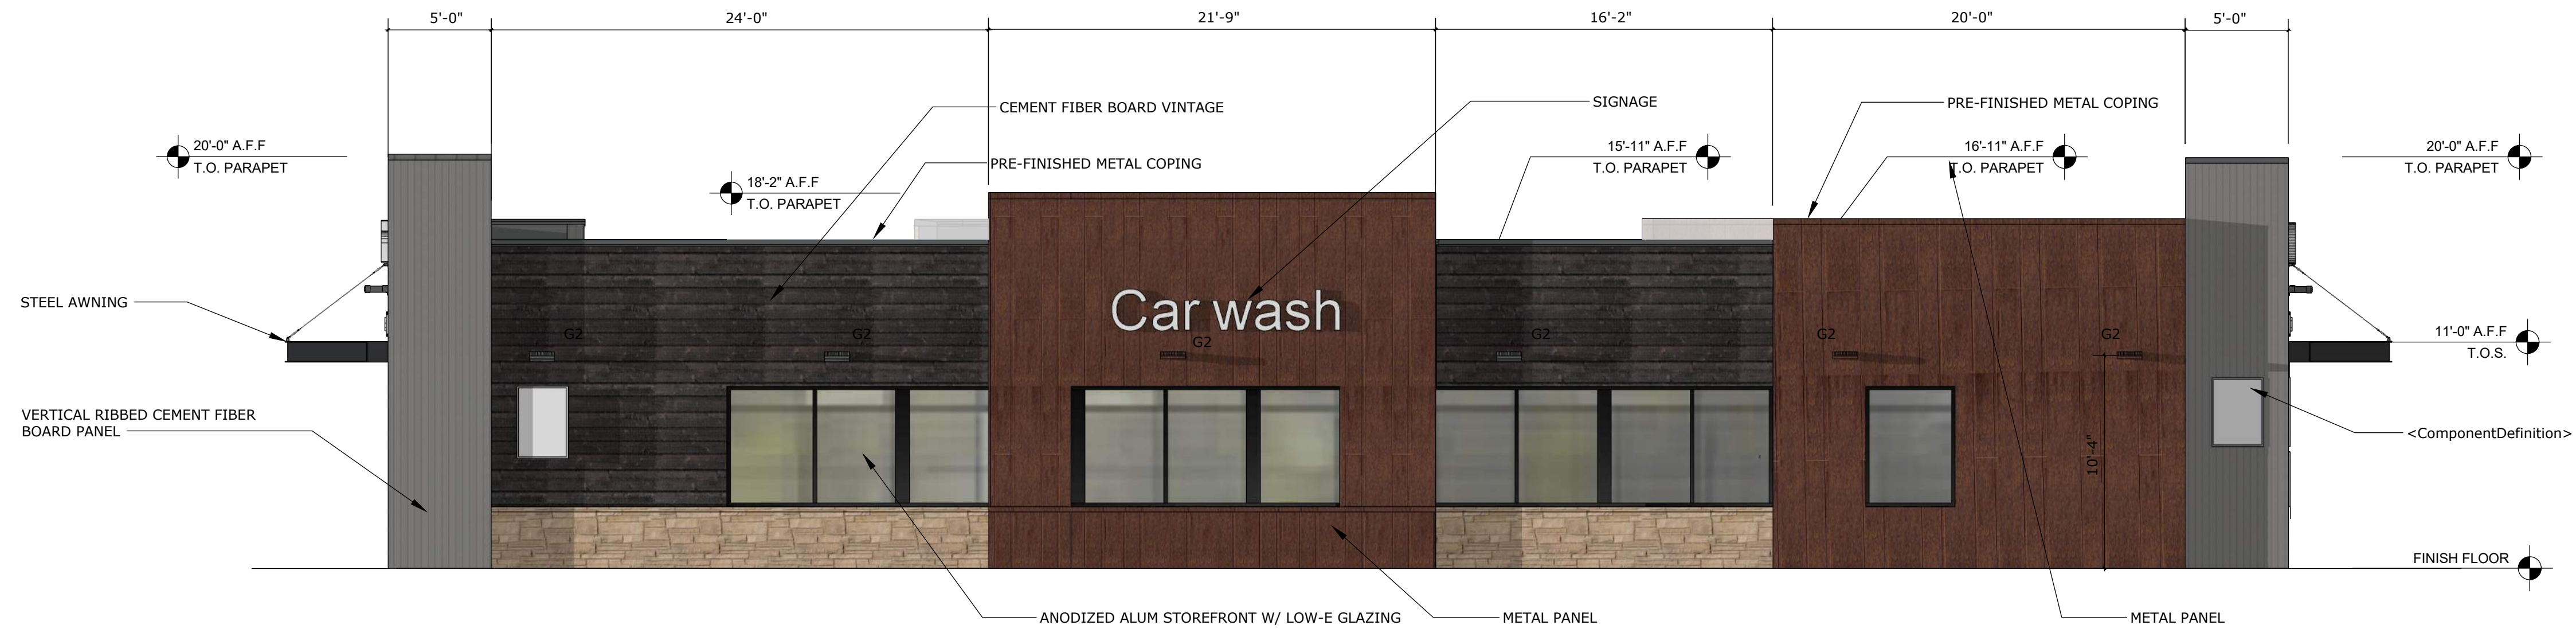 5'-0"
24'-0"
21'-9"
16'-2"
20'-0"
5'-0"
CEMENT FIBER BOARD VINTAGE
SIGNAGE
PRE-FINISHED METAL COPING
20'-0" A.F.F
T.O. PARAPET
PRE-FINISHED METAL COPING
15'-11" A.F.F
T.O. PARAPET
16'-11" A.F.F
T.O. PARAPET
20'-0" A.F.F
T.O. PARAPET
18'-2" A.F.F
T.O. PARAPET
STEEL AWNING
Car wash
G2
G2
G2
G2
G2
G2
11'-0" A.F.F
T.O.S.
VERTICAL RIBBED CEMENT FIBER
BOARD PANEL
<ComponentDefinition>
10'-4"
FINISH FLOOR
ANODIZED ALUM STOREFRONT W/ LOW-E GLAZING
METAL PANEL
METAL PANEL